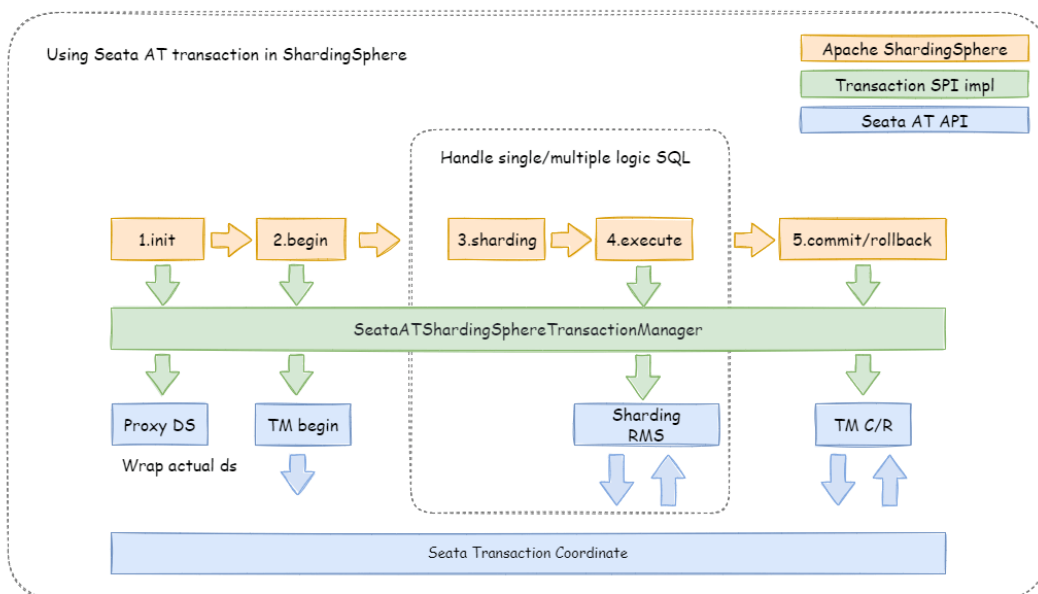 Using Seata AT transaction in ShardingSphere
Apache ShardingSphere
Transaction SPI impl
Seata AT API
Handle single/multiple logic SQL
1.init
2.begin
3.sharding
4.execute
5.commit/rollback
SeataATShardingSphereTransactionManager
Proxy DS
TM begin
Sharding
RMS
TM C/R
Wrap actual ds
Seata Transaction Coordinate